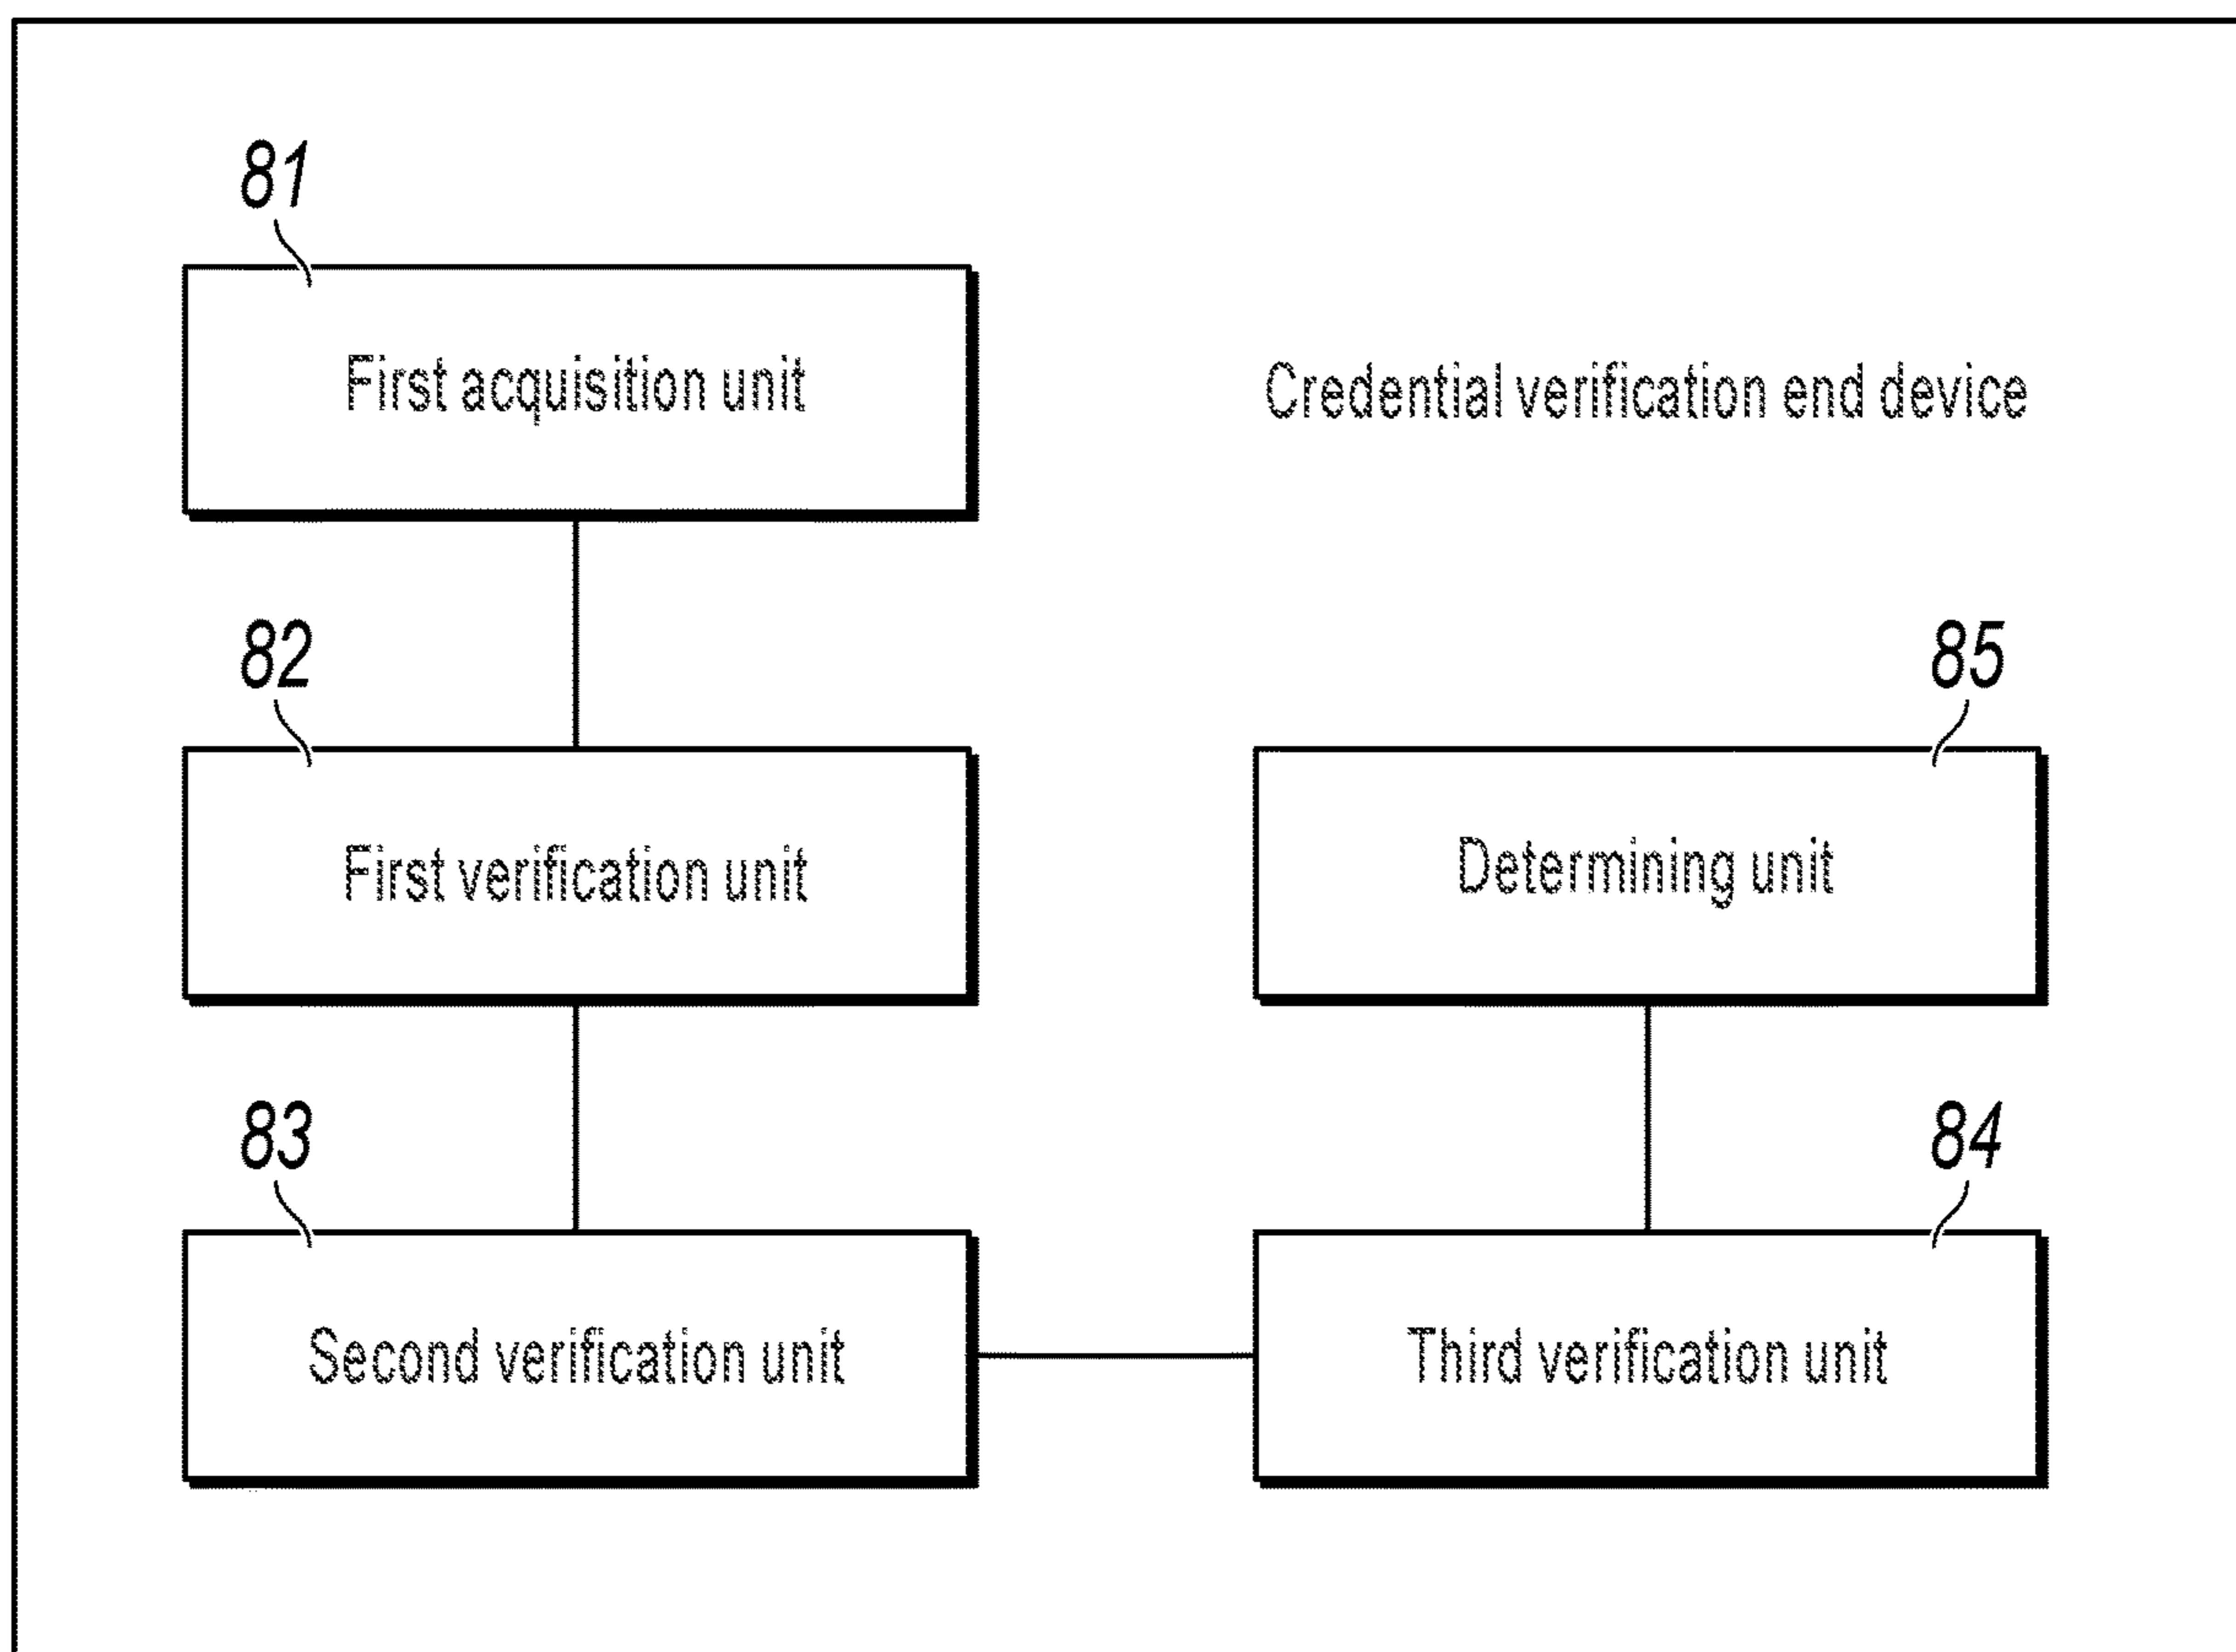 81
First acquisition unit
Credential verification end device
82
First verification unit
85
Determining unit
83
Second verification unit
84
Third verification unit